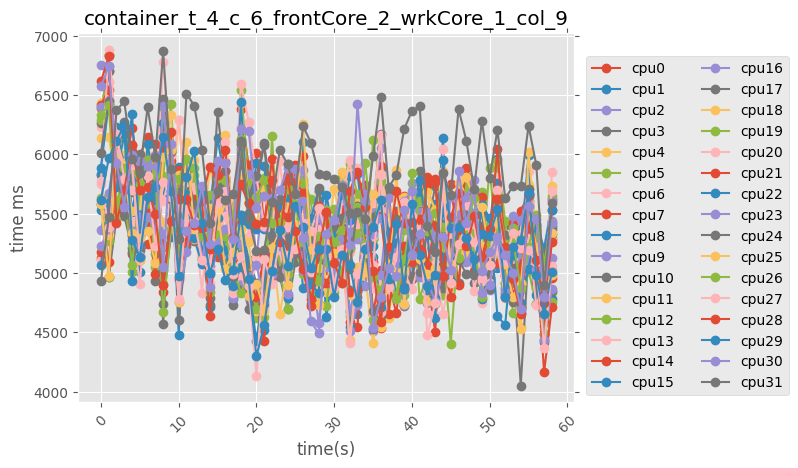 container_t_4_c_6_frontCore_2_wrkCore_1_col_9
7000
6500
6000
5500
5000
4500
4000
time ms
0
10
20
30
40
50
60
time(s)
cpu0
cpu1
cpu2
cpu3
cpu4
cpu5
cpu6
cpu7
cpu8
cpu9
cpu10
cpu11
cpu12
cpu13
cpu14
cpu15
cpu16
cpu17
cpu18
cpu19
cpu20
cpu21
cpu22
cpu23
cpu24
cpu25
cpu26
cpu27
cpu28
cpu29
cpu30
cpu31